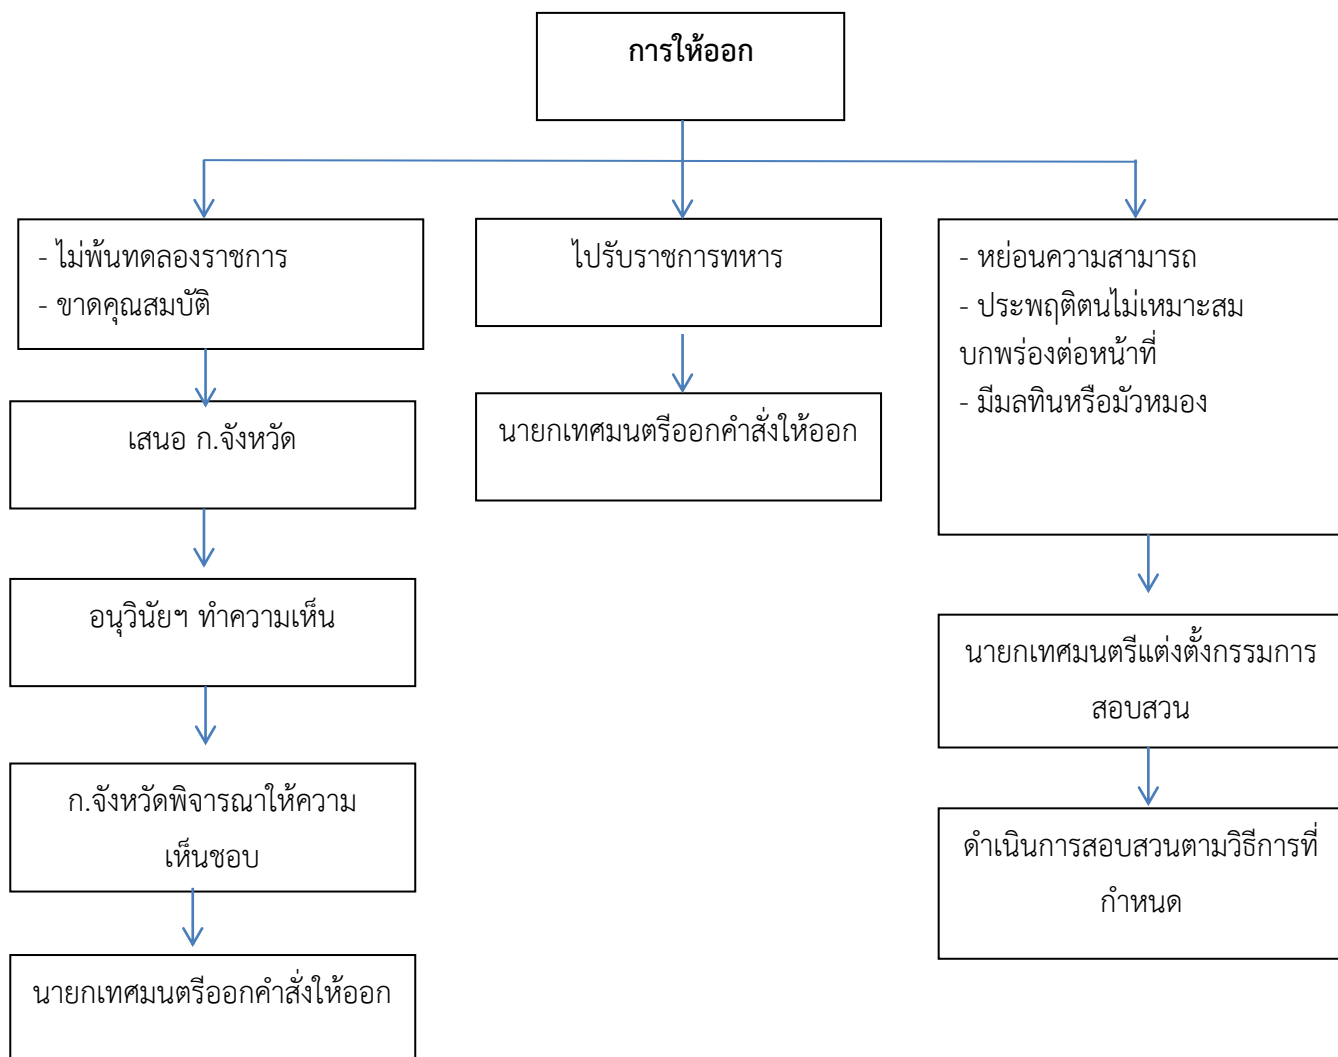 การให้ออก
- ไม่พ้นทดลองราชการ
- ขาดคุณสมบัติ
เสนอ ก.จังหวัด
อนุวินัยฯ ทำความเห็น
ก.จังหวัดพิจารณาให้ความ
เห็นชอบ
นายกเทศมนตรีออกคำสั่งให้ออก
ไปรับราชการทหาร
นายกเทศมนตรีออกคำสั่งให้ออก
- หย่อนความสามารถ
- ประพฤติตนไม่เหมาะสม
บกพร่องต่อหน้าที่
- มีมลทินหรือมัวหมอง
นายกเทศมนตรีแต่งตั้งกรรมการ
สอบสวน
ดำเนินการสอบสวนตามวิธีการที่
กำหนด